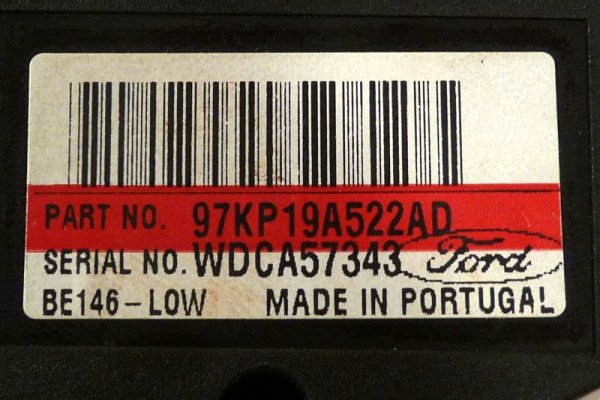 PART NO. 97KP19A522AD
SERIAL NO. WDCA57343 Ford
BE146-LOW MADE IN PORTUGAL